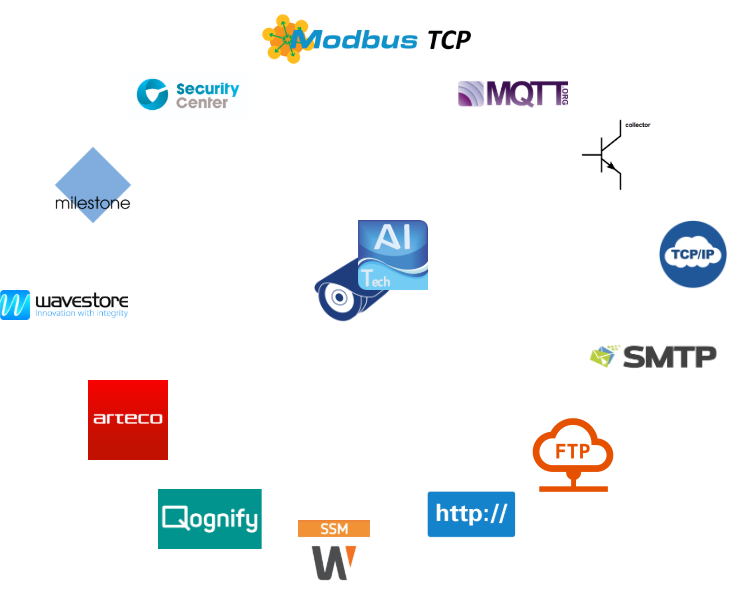 Modbus TCP
Security
Center
MQTT
.ORG
collector
milestone
AI
Tech
TCP/IP
wavestore
Innovation with integrity
SMTP
arteco
FTP
Qognify
http://
SSM
W